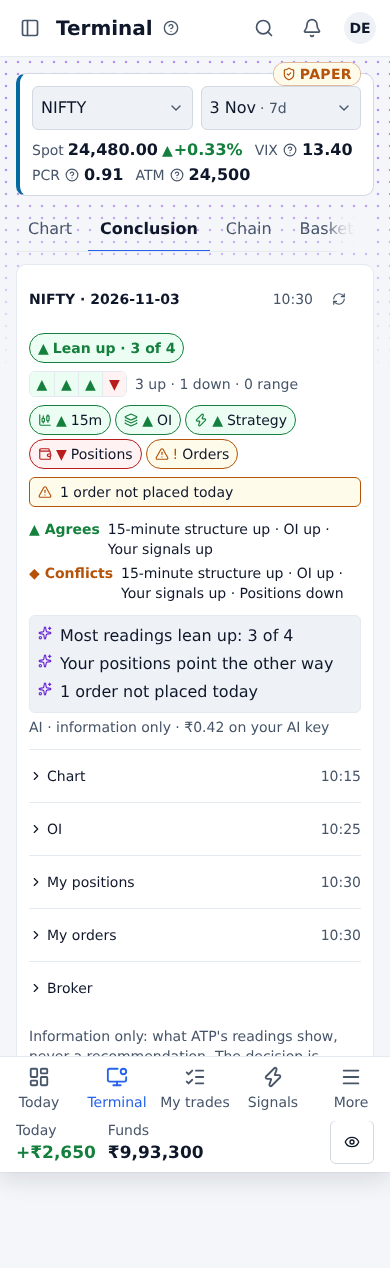 Terminal
DE
PAPER
NIFTY
3 Nov · 7d
Spot 24,480.00 ▲+0.33% VIX 13.40
PCR 0.91 ATM 24,500
Chart Conclusion Chain Basket
NIFTY · 2026-11-03 10:30
▲ Lean up · 3 of 4
▲ ▲ ▲ ▼ 3 up · 1 down · 0 range
▲ 15m ▲ OI ▲ Strategy
▼ Positions ! Orders
1 order not placed today
▲ Agrees 15-minute structure up · OI up ·
Your signals up
◆ Conflicts 15-minute structure up · OI up ·
Your signals up · Positions down
Most readings lean up: 3 of 4
Your positions point the other way
1 order not placed today
AI · information only · ₹0.42 on your AI key
Chart 10:15
OI 10:25
My positions 10:30
My orders 10:30
Broker
Information only: what ATP's readings show,
never a recommendation. The decision is
Today Terminal My trades Signals More
Today Funds
+₹2,650 ₹9,93,300